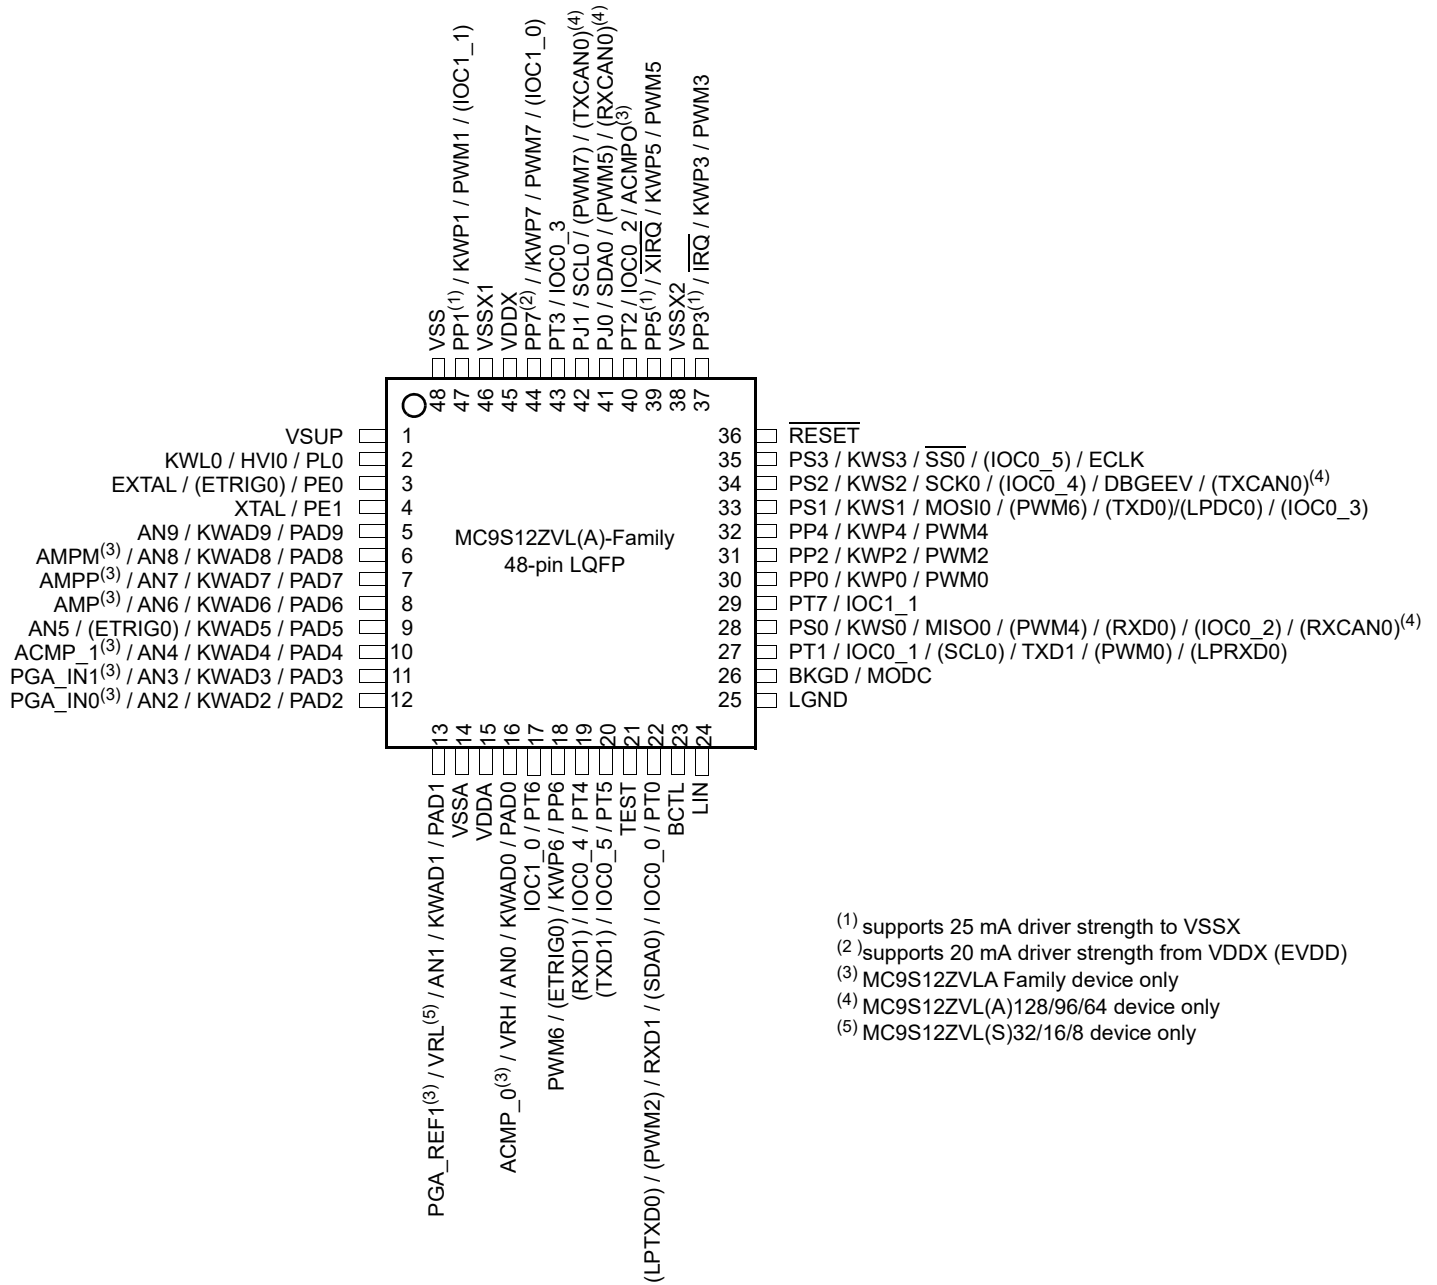 VSS
PP1(1) / KWP1 / PWM1 / (IOC1_1)
VSSX1
VDDX
PP7(2) / /KWP7 / PWM7 / (IOC1_0)
PT3 / IOC0_3
PJ1 / SCL0 / (PWM7) / (TXCAN0)(4)
PJ0 / SDA0 / (PWM5) / (RXCAN0)(4)
PT2 / IOC0_2 / ACMPO(3)
PP5(1) / XIRQ / KWP5 / PWM5
VSSX2
PP3(1) / IRQ / KWP3 / PWM3
48 47 46 45 44 43 42 41 40 39 38 37
VSUP 1
KWL0 / HVI0 / PL0 2
EXTAL / (ETRIG0) / PE0 3
XTAL / PE1 4
AN9 / KWAD9 / PAD9 5
AMPM(3) / AN8 / KWAD8 / PAD8 6
AMPP(3) / AN7 / KWAD7 / PAD7 7
AMP(3) / AN6 / KWAD6 / PAD6 8
AN5 / (ETRIG0) / KWAD5 / PAD5 9
ACMP_1(3) / AN4 / KWAD4 / PAD4 10
PGA_IN1(3) / AN3 / KWAD3 / PAD3 11
PGA_IN0(3) / AN2 / KWAD2 / PAD2 12
MC9S12ZVL(A)-Family
48-pin LQFP
36 RESET
35 PS3 / KWS3 / SS0 / (IOC0_5) / ECLK
34 PS2 / KWS2 / SCK0 / (IOC0_4) / DBGEEV / (TXCAN0)(4)
33 PS1 / KWS1 / MOSI0 / (PWM6) / (TXD0)/(LPDC0) / (IOC0_3)
32 PP4 / KWP4 / PWM4
31 PP2 / KWP2 / PWM2
30 PP0 / KWP0 / PWM0
29 PT7 / IOC1_1
28 PS0 / KWS0 / MISO0 / (PWM4) / (RXD0) / (IOC0_2) / (RXCAN0)(4)
27 PT1 / IOC0_1 / (SCL0) / TXD1 / (PWM0) / (LPRXD0)
26 BKGD / MODC
25 LGND
13 14 15 16 17 18 19 20 21 22 23 24
PGA_REF1(3) / VRL(5) / AN1 / KWAD1 / PAD1
VSSA
VDDA
ACMP_0(3) / VRH / AN0 / KWAD0 / PAD0
IOC1_0 / PT6
PWM6 / (ETRIG0) / KWP6 / PP6
(RXD1) / IOC0_4 / PT4
(TXD1) / IOC0_5 / PT5
TEST
(LPTXD0) / (PWM2) / RXD1 / (SDA0) / IOC0_0 / PT0
BCTL
LIN
(1) supports 25 mA driver strength to VSSX
(2 )supports 20 mA driver strength from VDDX (EVDD)
(3) MC9S12ZVLA Family device only
(4) MC9S12ZVL(A)128/96/64 device only
(5) MC9S12ZVL(S)32/16/8 device only